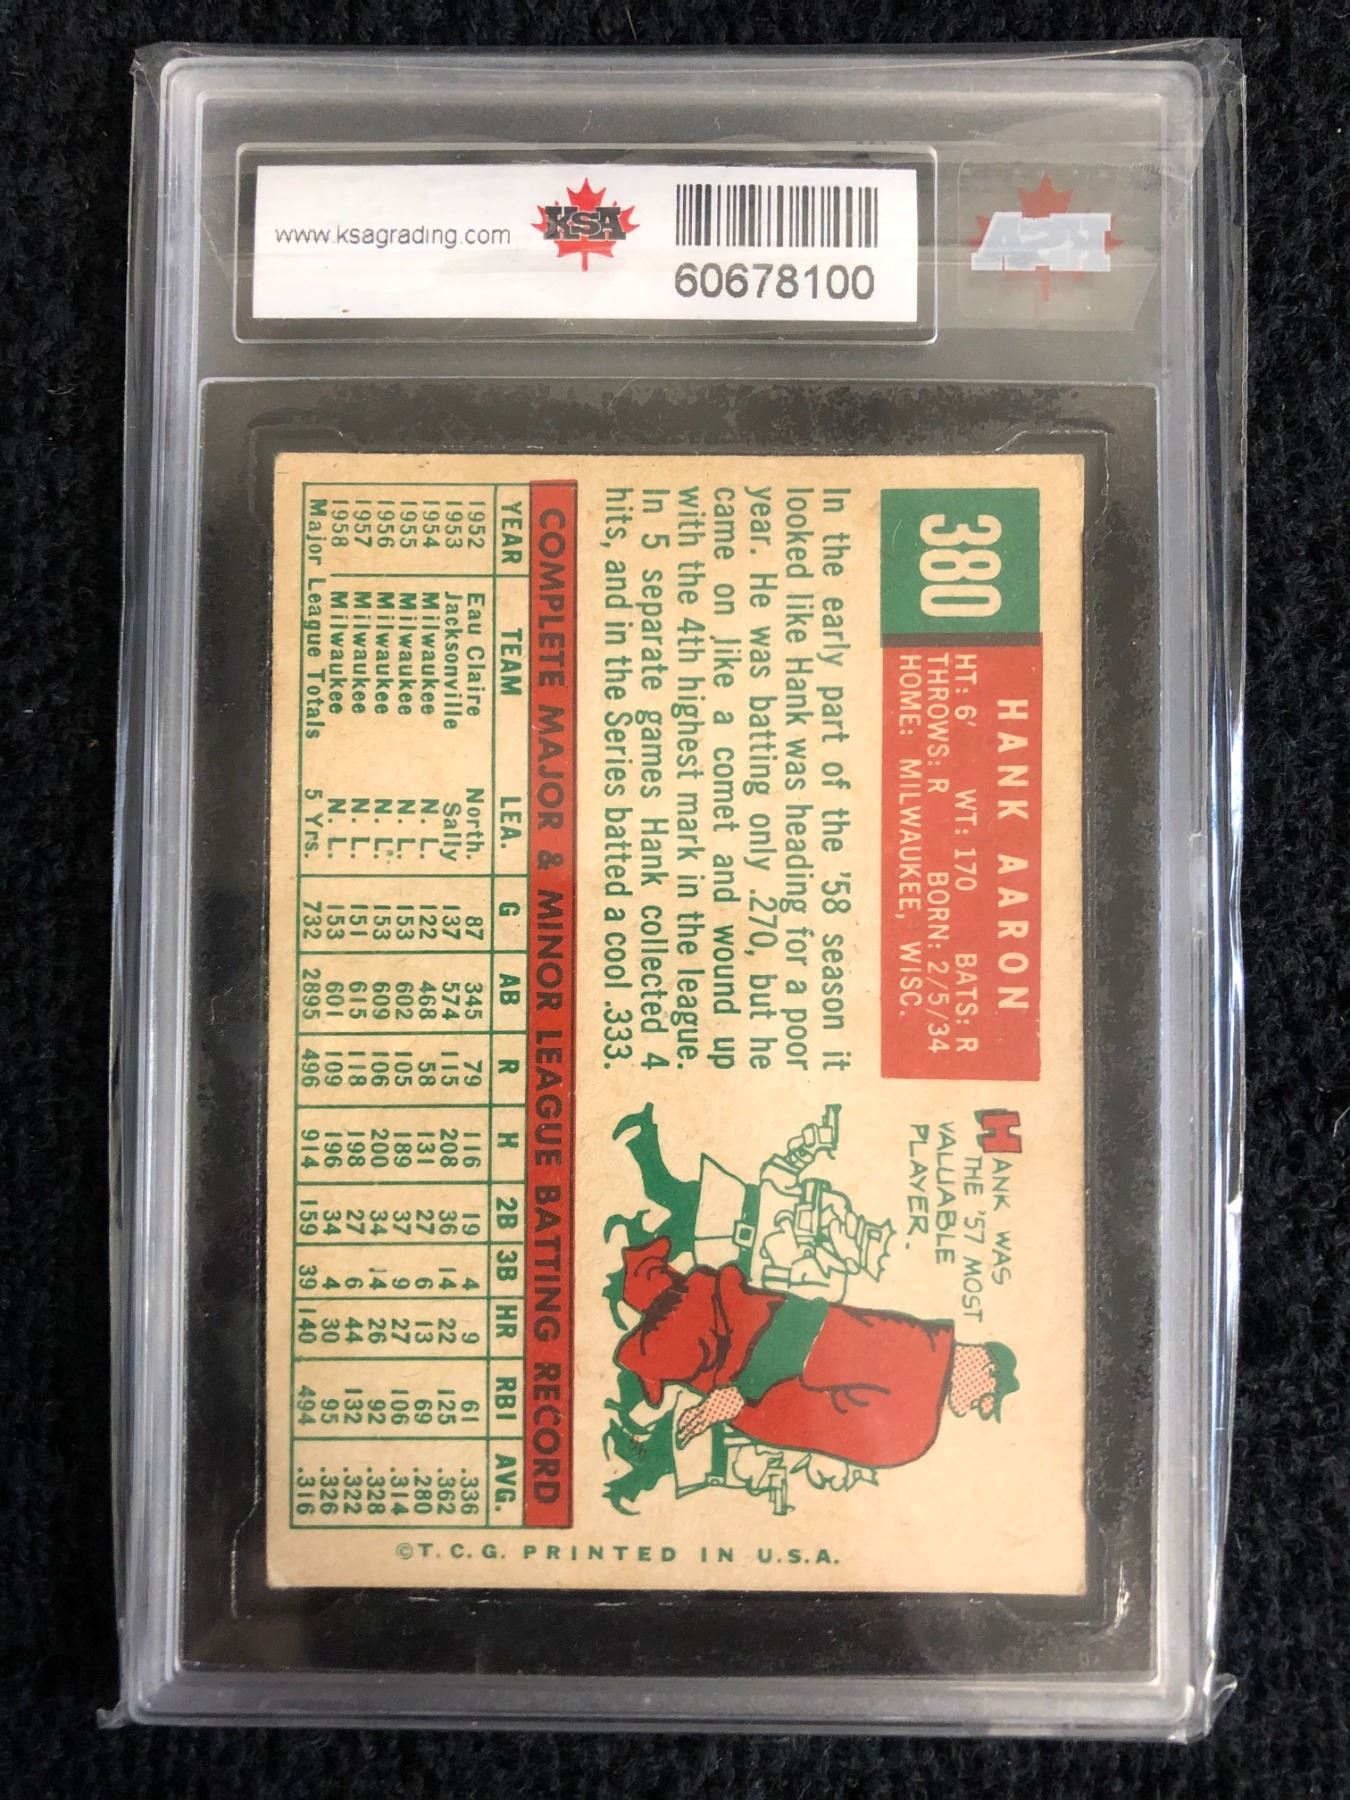 www.ksagrading.com
KSA
60678100
KSA
380
HANK AARON
HT: 6' WT: 170 BATS: R
THROWS: R BORN: 2/5/34
HOME: MILWAUKEE, WISC.
In the early part of the '58 season it
looked like Hank was heading for a poor
year. He was batting only .270, but he
came on like a comet and wound up
with the 4th highest mark in the league.
In 5 separate games Hank collected 4
hits, and in the Series batted a cool .333.
HANK WAS
THE '57 MOST
VALUABLE
PLAYER.
COMPLETE MAJOR & MINOR LEAGUE BATTING RECORD
YEAR TEAM LEA. G AB R H 2B 3B HR RBI AVG.
1952 Eau Claire North. 87 345 79 116 19 4 9 61 .336
1953 Jacksonville Sally 137 574 115 208 36 14 22 125 .362
1954 Milwaukee N. L. 122 468 58 131 27 6 13 69 .280
1955 Milwaukee N. L. 153 602 105 189 37 9 27 106 .314
1956 Milwaukee N. L. 153 609 106 200 34 14 26 92 .328
1957 Milwaukee N. L. 151 615 118 198 27 6 44 132 .322
1958 Milwaukee N. L. 153 601 109 196 34 4 30 95 .326
Major League Totals 5 Yrs. 732 2895 496 914 159 39 140 494 .316
©T. C. G. PRINTED IN U.S.A.